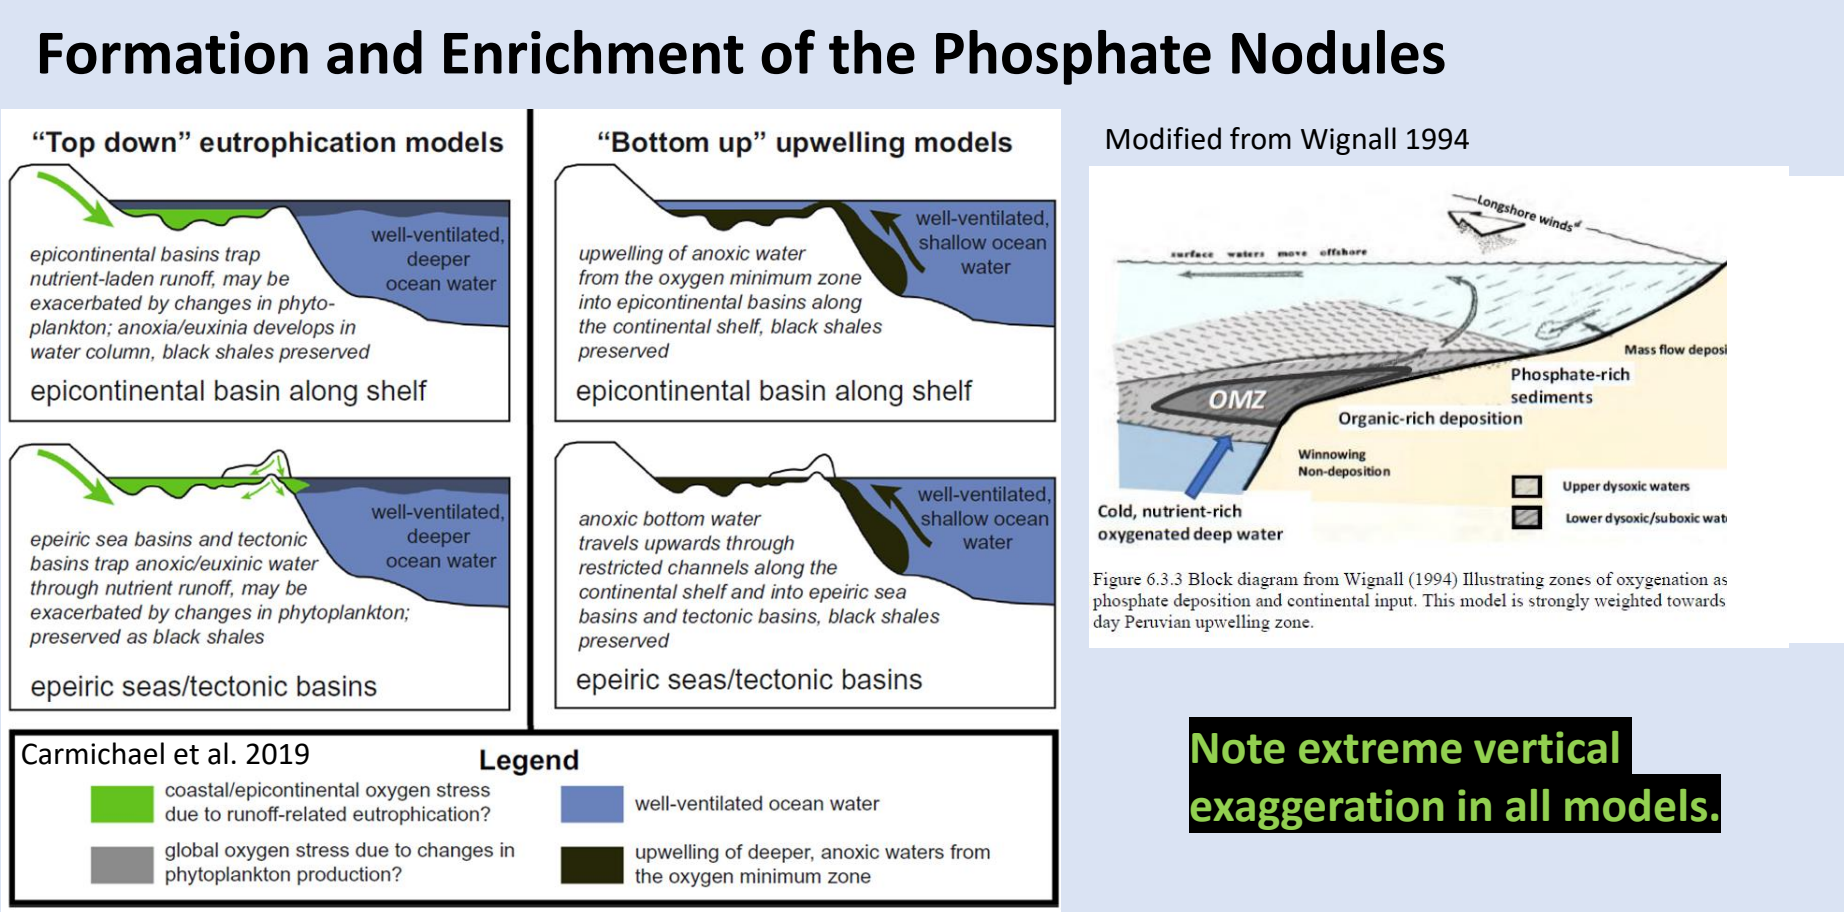 Formation and Enrichment of the Phosphate Nodules
“Top down” eutrophication models
well-ventilated,
deeper
ocean water
epicontinental basins trap
nutrient-laden runoff, may be
exacerbated by changes in phyto-
plankton; anoxia/euxinia develops in
water column, black shales preserved
epicontinental basin along shelf
well-ventilated,
deeper
ocean water
epeiric sea basins and tectonic
basins trap anoxic/euxinic water
through nutrient runoff, may be
exacerbated by changes in phytoplankton;
preserved as black shales
epeiric seas/tectonic basins
“Bottom up” upwelling models
well-ventilated,
shallow ocean
water
upwelling of anoxic water
from the oxygen minimum zone
into epicontinental basins along
the continental shelf, black shales
preserved
epicontinental basin along shelf
well-ventilated,
shallow ocean
water
anoxic bottom water
travels upwards through
restricted channels along the
continental shelf and into epeiric sea
basins and tectonic basins, black shales
preserved
epeiric seas/tectonic basins
Carmichael et al. 2019
Legend
coastal/epicontinental oxygen stress
due to runoff-related eutrophication?
global oxygen stress due to changes in
phytoplankton production?
well-ventilated ocean water
upwelling of deeper, anoxic waters from
the oxygen minimum zone
Modified from Wignall 1994
Longshore winds
surface waters move offshore
Mass flow deposi
Phosphate-rich
sediments
OMZ
Organic-rich deposition
Winnowing
Non-deposition
Upper dysoxic waters
Lower dysoxic/suboxic wat
Cold, nutrient-rich
oxygenated deep water
Figure 6.3.3 Block diagram from Wignall (1994) Illustrating zones of oxygenation as
phosphate deposition and continental input. This model is strongly weighted towards
day Peruvian upwelling zone.
Note extreme vertical
exaggeration in all models.